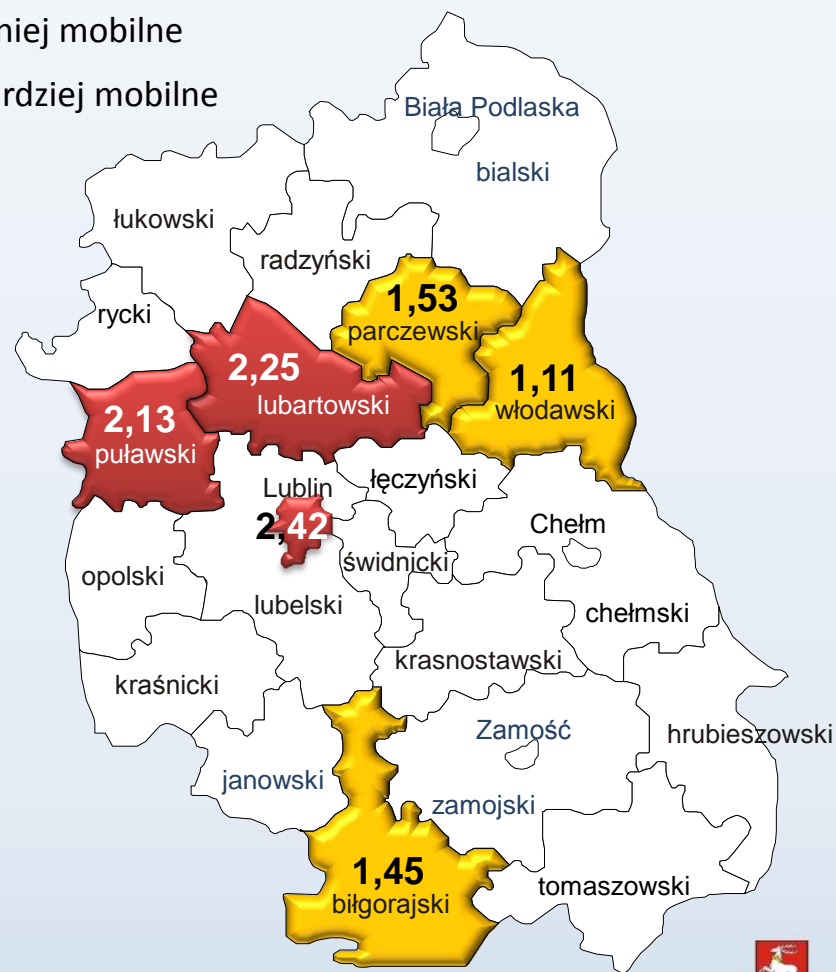 niej mobilne
rdziej mobilne
Biała Podlaska
bialski
łukowski
radzyński
rycki
1,53
parczewski
2,25
lubartowski
1,11
włodawski
2,13
puławski
łęczyński
Lublin
2,42
Chełm
świdnicki
opolski
lubelski
chełmski
krasnostawski
kraśnicki
Zamość
hrubieszowski
janowski
zamojski
1,45
biłgorajski
tomaszowski